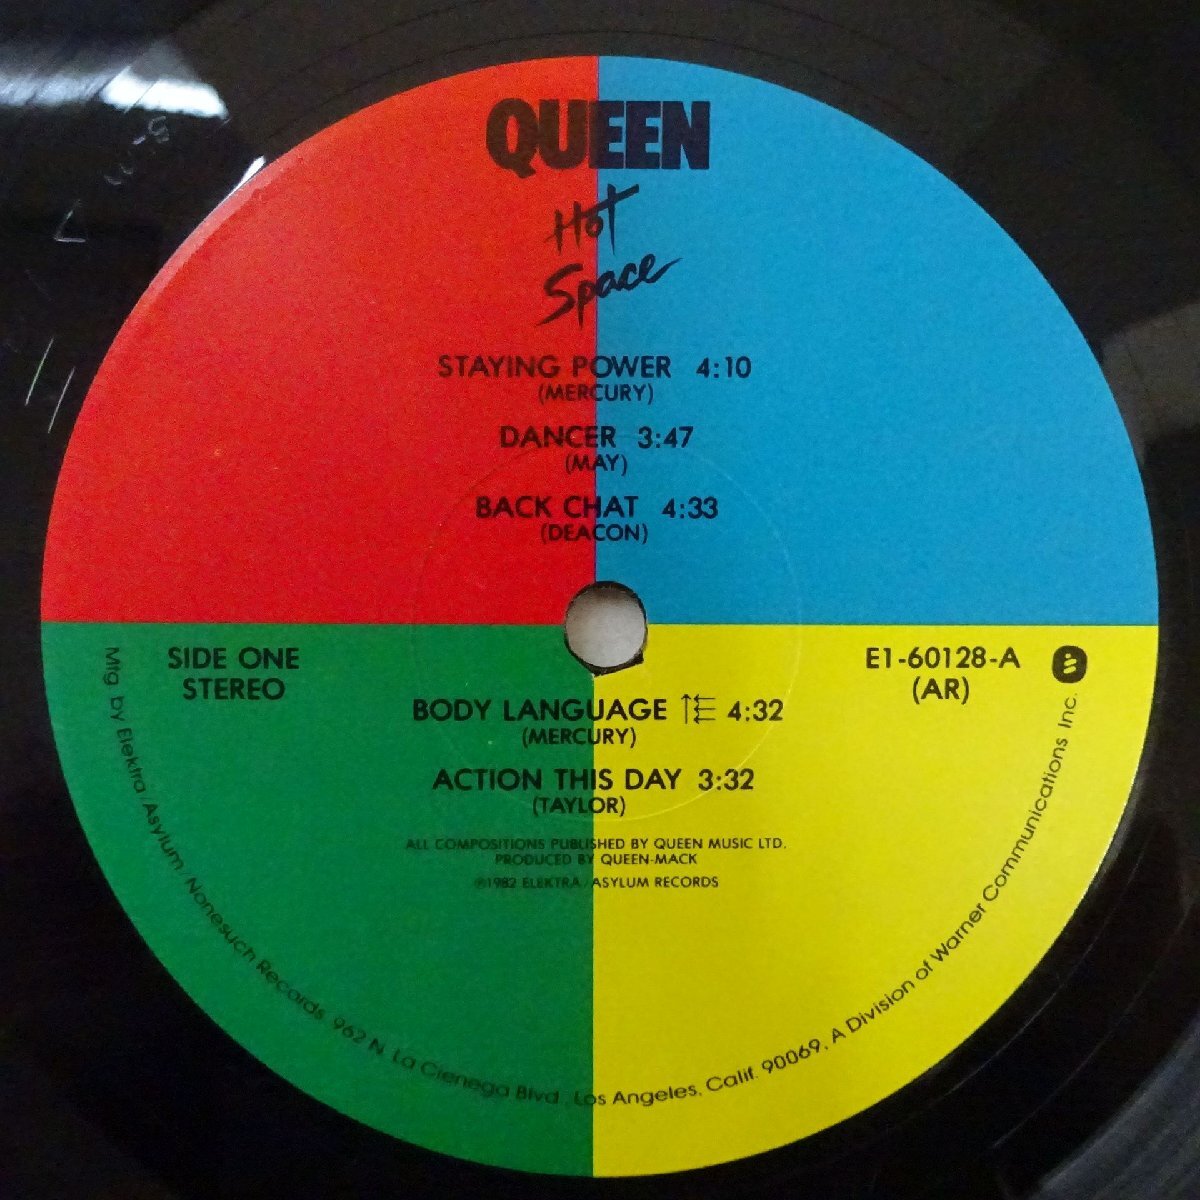 QUEEN
Hot
Space
STAYING POWER 4:10
(MERCURY)
DANCER 3:47
(MAY)
BACK CHAT 4:33
(DEACON)
SIDE ONE
STEREO
E1-60128-A
(AR)
BODY LANGUAGE ↑⇇ 4:32
(MERCURY)
ACTION THIS DAY 3:32
(TAYLOR)
ALL COMPOSITIONS PUBLISHED BY QUEEN MUSIC LTD.
PRODUCED BY QUEEN-MACK
℗1982 ELEKTRA/ASYLUM RECORDS
Mfg. by Elektra/Asylum/Nonesuch Records, 962 N. La Cienega Blvd., Los Angeles, Calif. 90069, A Division of Warner Communications Inc.